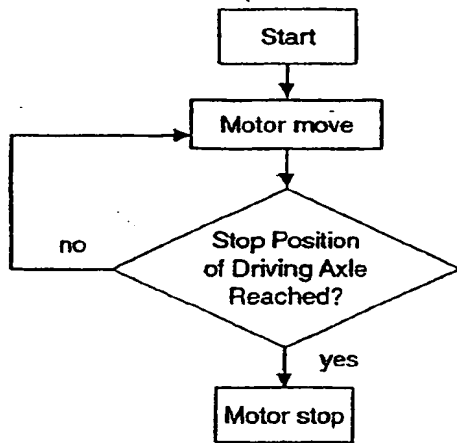 Start
Motor move
no
Stop Position
of Driving Axle
Reached?
yes
Motor stop